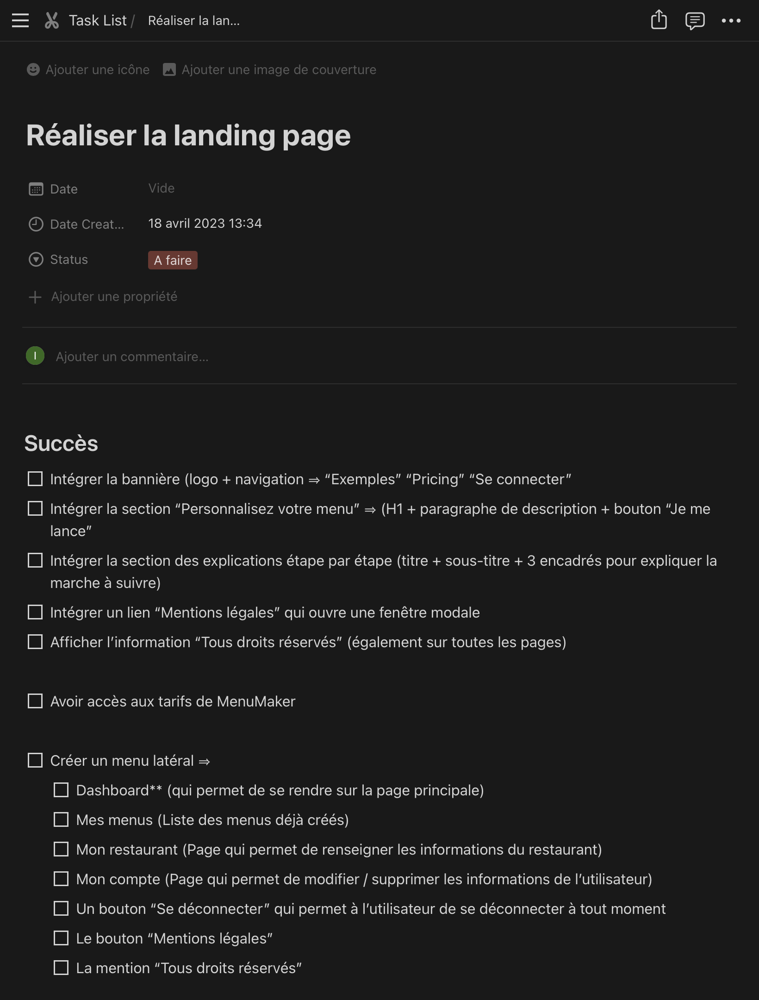 Task List / Réaliser la lan...
Ajouter une icône Ajouter une image de couverture
Réaliser la landing page
Date Vide
Date Creat... 18 avril 2023 13:34
Status A faire
Ajouter une propriété
I Ajouter un commentaire...
Succès
Intégrer la bannière (logo + navigation ⇒ “Exemples” “Pricing” “Se connecter”
Intégrer la section “Personnalisez votre menu” ⇒ (H1 + paragraphe de description + bouton “Je me
lance”
Intégrer la section des explications étape par étape (titre + sous-titre + 3 encadrés pour expliquer la
marche à suivre)
Intégrer un lien “Mentions légales” qui ouvre une fenêtre modale
Afficher l’information “Tous droits réservés” (également sur toutes les pages)
Avoir accès aux tarifs de MenuMaker
Créer un menu latéral ⇒
Dashboard** (qui permet de se rendre sur la page principale)
Mes menus (Liste des menus déjà créés)
Mon restaurant (Page qui permet de renseigner les informations du restaurant)
Mon compte (Page qui permet de modifier / supprimer les informations de l’utilisateur)
Un bouton “Se déconnecter” qui permet à l’utilisateur de se déconnecter à tout moment
Le bouton “Mentions légales”
La mention “Tous droits réservés”